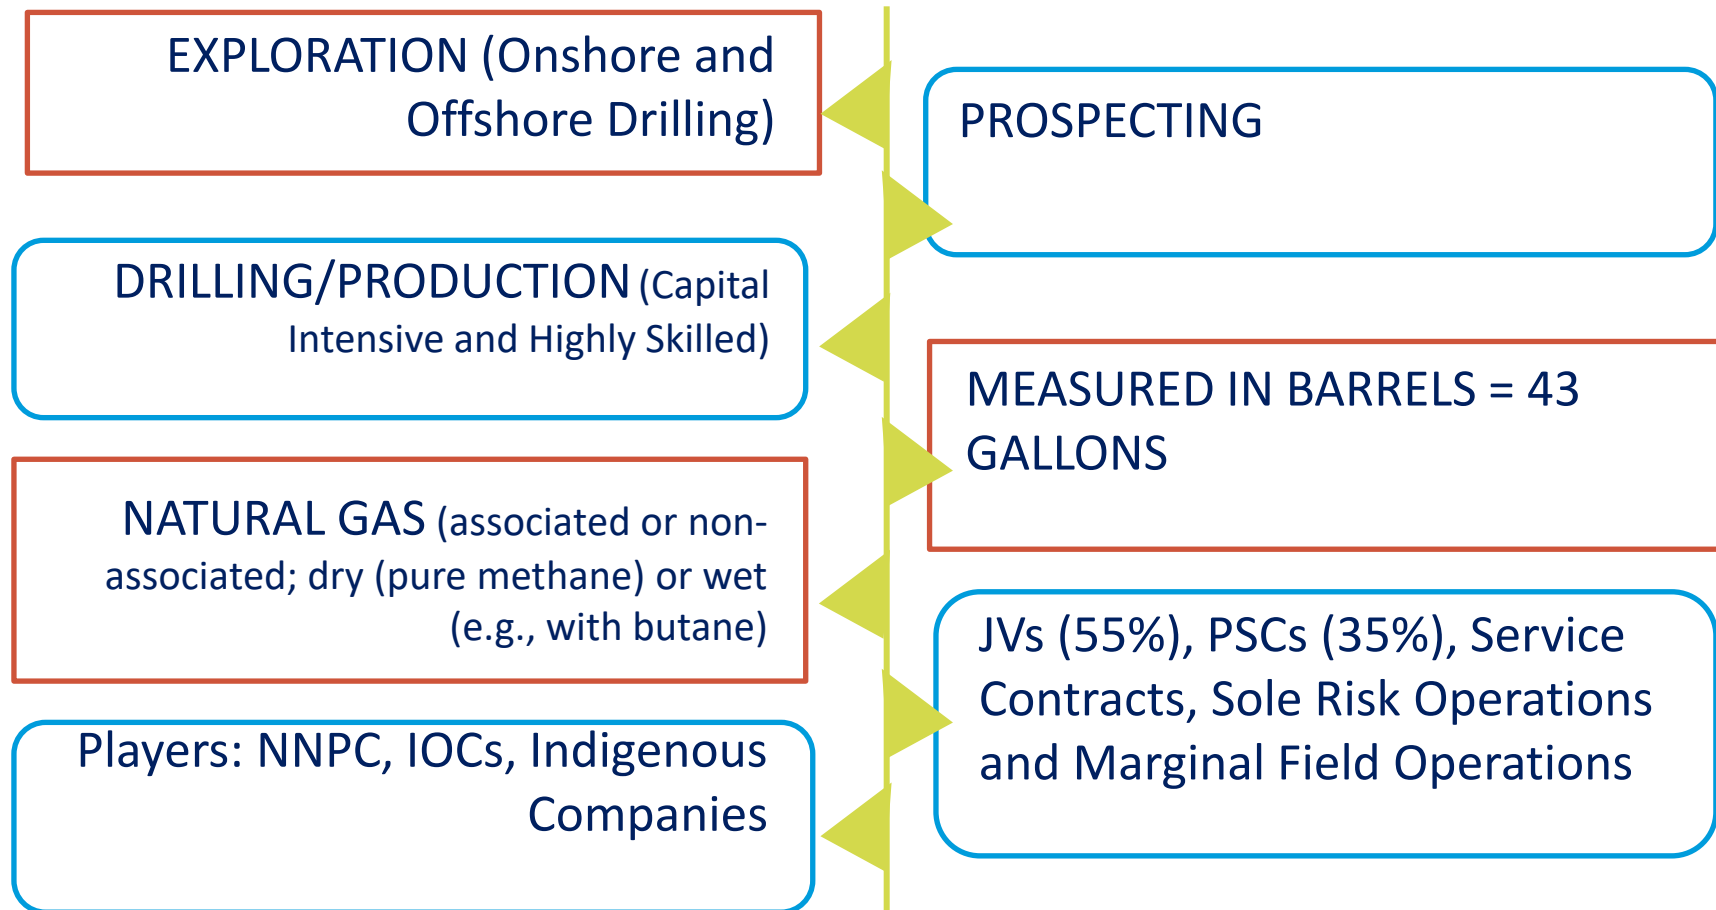 EXPLORATION (Onshore and
Offshore Drilling)
PROSPECTING
DRILLING/PRODUCTION (Capital
Intensive and Highly Skilled)
MEASURED IN BARRELS = 43
GALLONS
NATURAL GAS (associated or non-
associated; dry (pure methane) or wet
(e.g., with butane)
JVs (55%), PSCs (35%), Service
Contracts, Sole Risk Operations
and Marginal Field Operations
Players: NNPC, IOCs, Indigenous
Companies